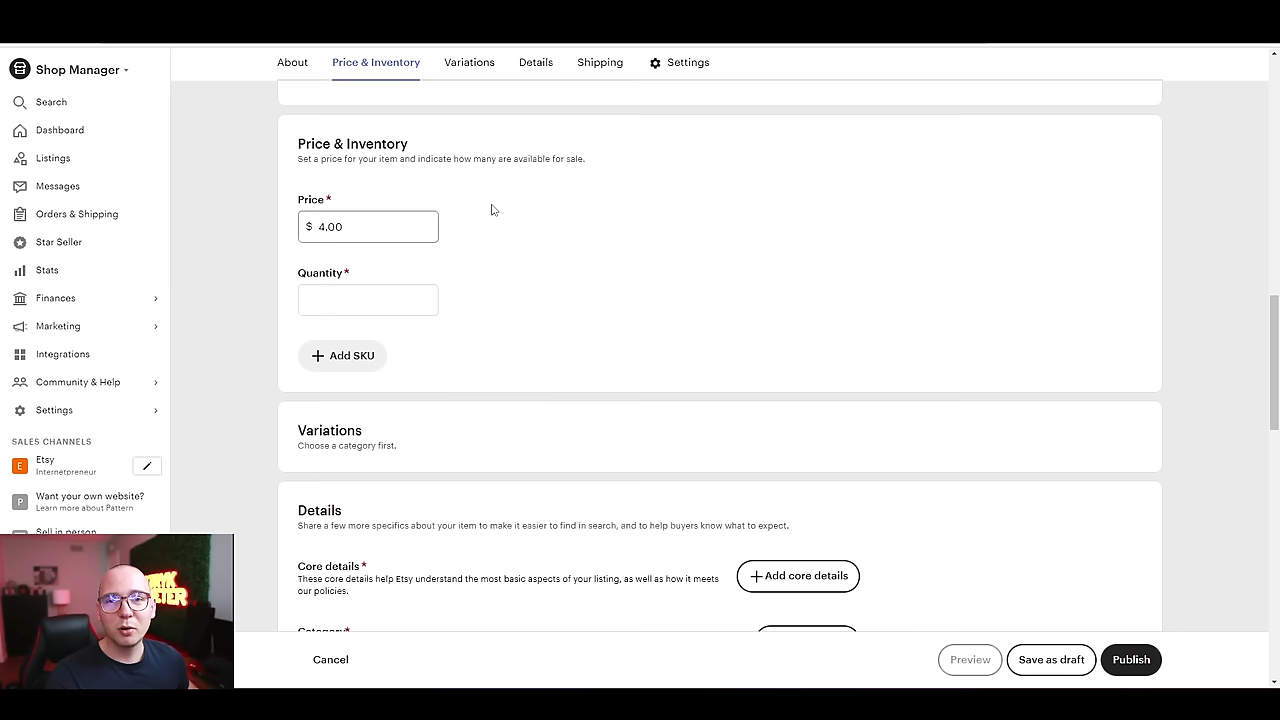 Shop Manager
Search
Dashboard
Listings
Messages
Orders & Shipping
Star Seller
Stats
Finances
Marketing
Integrations
Community & Help
Settings
SALES CHANNELS
E
Etsy
Internetpreneur
P
Want your own website?
Learn more about Pattern
Sell in person
About
Price & Inventory
Variations
Details
Shipping
Settings
Price & Inventory
Set a price for your item and indicate how many are available for sale.
Price *
$ 4.00
Quantity *
+ Add SKU
Variations
Choose a category first.
Details
Share a few more specifics about your item to make it easier to find in search, and to help buyers know what to expect.
Core details *
These core details help Etsy understand the most basic aspects of your listing, as well as how it meets
our policies.
+ Add core details
Category *
Cancel
Preview
Save as draft
Publish